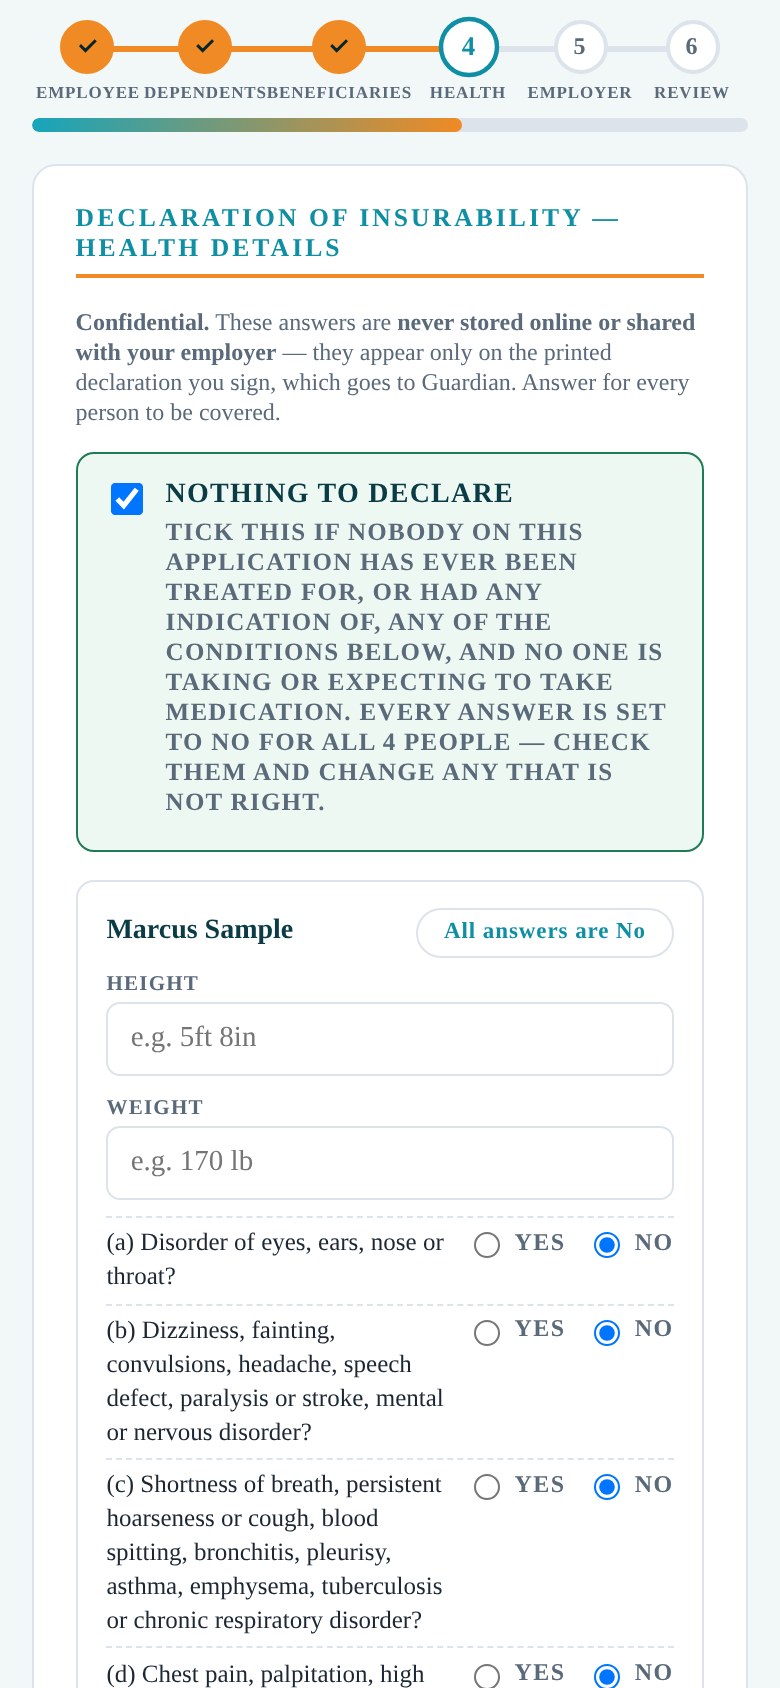 4 5 6
EMPLOYEE DEPENDENTS BENEFICIARIES HEALTH EMPLOYER REVIEW
DECLARATION OF INSURABILITY —
HEALTH DETAILS
Confidential. These answers are never stored online or shared
with your employer — they appear only on the printed
declaration you sign, which goes to Guardian. Answer for every
person to be covered.
NOTHING TO DECLARE
TICK THIS IF NOBODY ON THIS
APPLICATION HAS EVER BEEN
TREATED FOR, OR HAD ANY
INDICATION OF, ANY OF THE
CONDITIONS BELOW, AND NO ONE IS
TAKING OR EXPECTING TO TAKE
MEDICATION. EVERY ANSWER IS SET
TO NO FOR ALL 4 PEOPLE — CHECK
THEM AND CHANGE ANY THAT IS
NOT RIGHT.
Marcus Sample All answers are No
HEIGHT
e.g. 5ft 8in
WEIGHT
e.g. 170 lb
(a) Disorder of eyes, ears, nose or YES NO
throat?
(b) Dizziness, fainting, YES NO
convulsions, headache, speech
defect, paralysis or stroke, mental
or nervous disorder?
(c) Shortness of breath, persistent YES NO
hoarseness or cough, blood
spitting, bronchitis, pleurisy,
asthma, emphysema, tuberculosis
or chronic respiratory disorder?
(d) Chest pain, palpitation, high YES NO